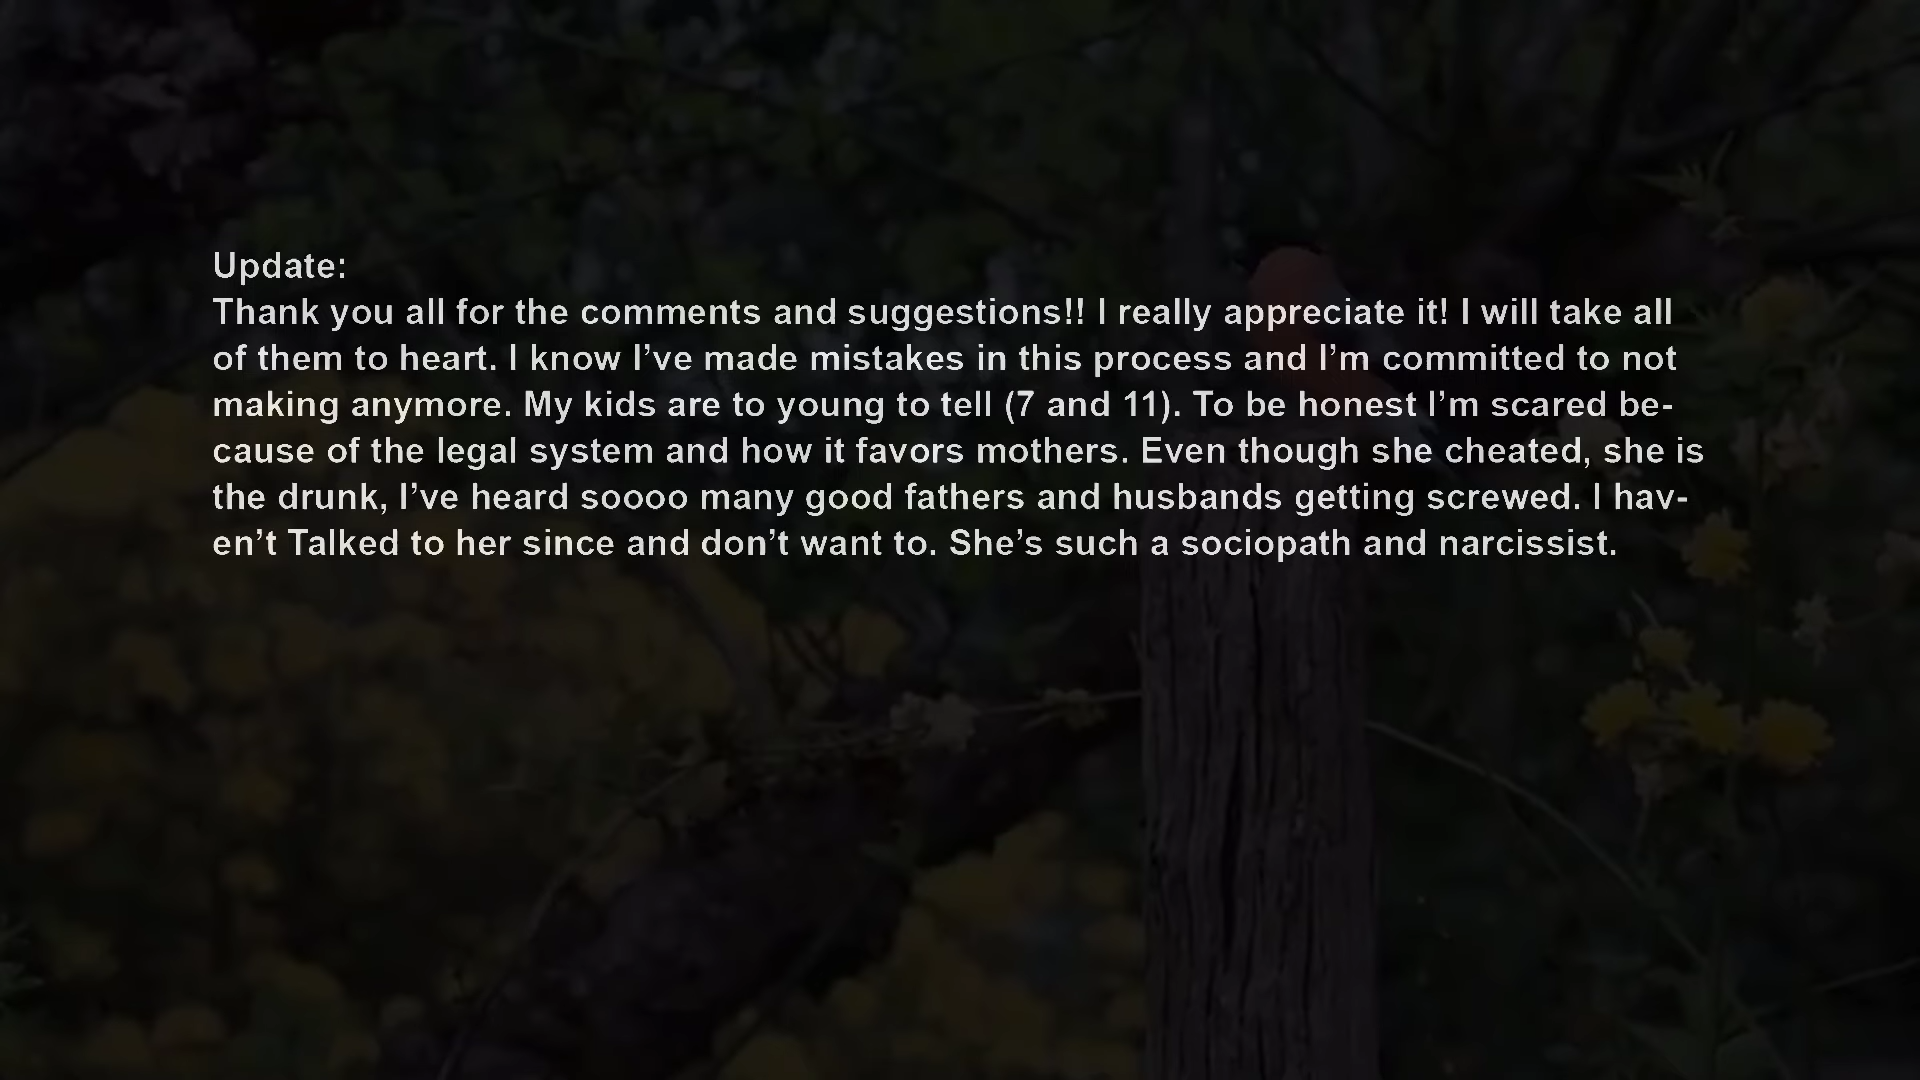 Update:
Thank you all for the comments and suggestions!! I really appreciate it! I will take all
of them to heart. I know I’ve made mistakes in this process and I’m committed to not
making anymore. My kids are to young to tell (7 and 11). To be honest I’m scared be-
cause of the legal system and how it favors mothers. Even though she cheated, she is
the drunk, I’ve heard soooo many good fathers and husbands getting screwed. I hav-
en’t Talked to her since and don’t want to. She’s such a sociopath and narcissist.